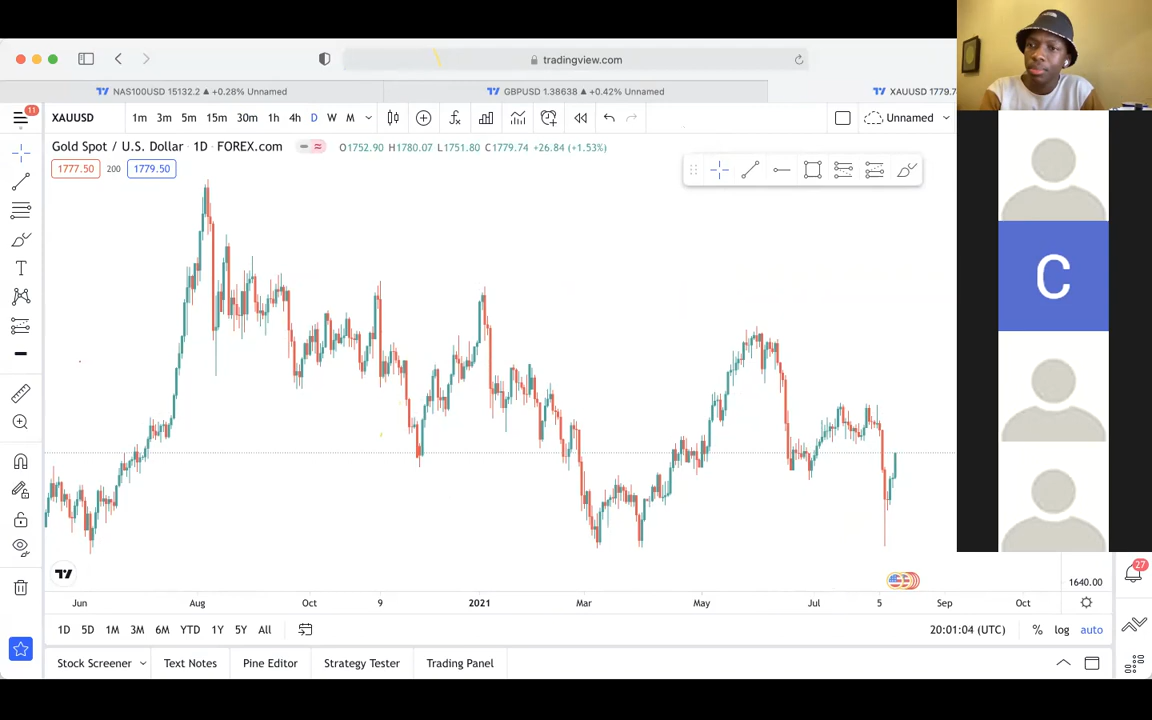 tradingview.com
NAS100USD 15132.2 ▲ +0.28% Unnamed
GBPUSD 1.38638 ▲ +0.42% Unnamed
XAUUSD 1779.7
11
XAUUSD 1m 3m 5m 15m 30m 1h 4h D W M Unnamed
Gold Spot / U.S. Dollar · 1D · FOREX.com O1752.90 H1780.07 L1751.80 C1779.74 +26.84 (+1.53%)
1777.50 200 1779.50
T
C
1640.00
27
Jun Aug Oct 9 2021 Mar May Jul 5 Sep Oct
1D 5D 1M 3M 6M YTD 1Y 5Y All 20:01:04 (UTC) % log auto
Stock Screener Text Notes Pine Editor Strategy Tester Trading Panel